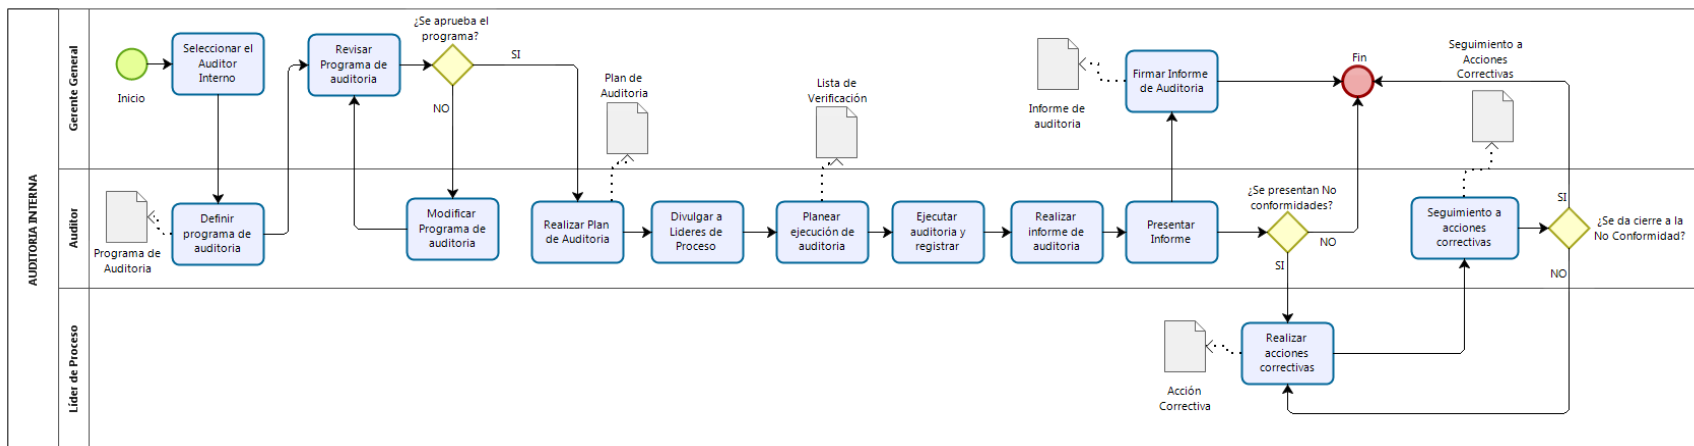 AUDITORIA INTERNA
Gerente General
Inicio
Seleccionar el
Auditor
Interno
Revisar
Programa de
auditoria
¿Se aprueba el
programa?
SI
NO
Plan de
Auditoria
Lista de
Verificación
Informe de
auditoria
Firmar Informe
de Auditoria
Fin
Seguimiento a
Acciones
Correctivas
Auditor
Programa de
Auditoria
Definir
programa de
auditoria
Modificar
Programa de
auditoria
Realizar Plan
de Auditoria
Divulgar a
Lideres de
Proceso
Planear
ejecución de
auditoria
Ejecutar
auditoria y
registrar
Realizar
informe de
auditoria
Presentar
Informe
¿Se presentan No
conformidades?
NO
SI
Seguimiento a
acciones
correctivas
SI
¿Se da cierre a la
No Conformidad?
NO
Líder de Proceso
Acción
Correctiva
Realizar
acciones
correctivas